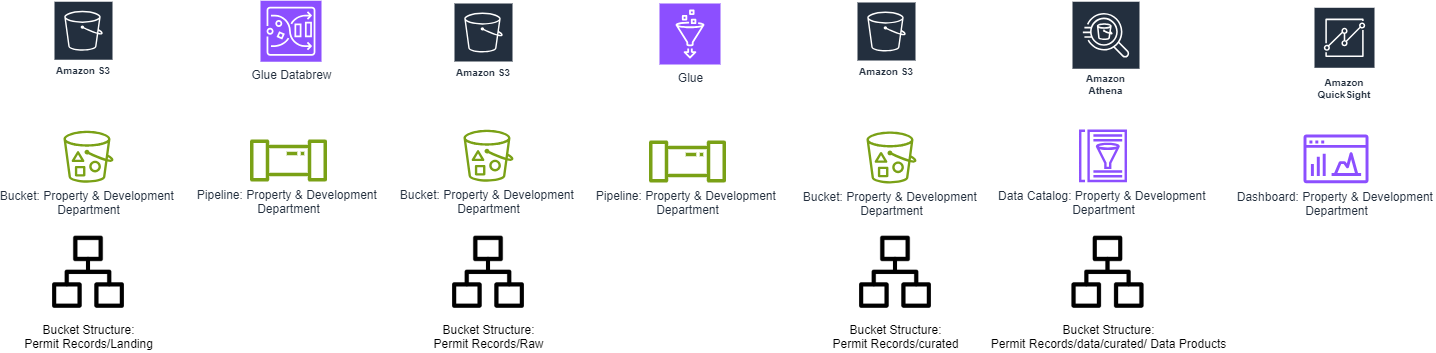 Amazon S3
Glue Databrew
Amazon S3
Glue
Amazon S3
Amazon
Athena
Amazon
QuickSight
Bucket: Property & Development
Department
Pipeline: Property & Development
Department
Bucket: Property & Development
Department
Pipeline: Property & Development
Department
Bucket: Property & Development
Department
Data Catalog: Property & Development
Department
Dashboard: Property & Development
Department
Bucket Structure:
Permit Records/Landing
Bucket Structure:
Permit Records/Raw
Bucket Structure:
Permit Records/curated
Bucket Structure:
Permit Records/data/curated/ Data Products